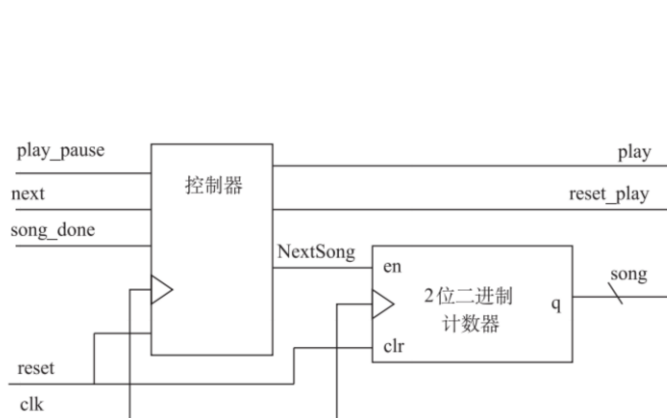 play_pause
next
song_done
reset
clk
控制器
NextSong
play
reset_play
en
2位二进制
计数器
clr
q
song